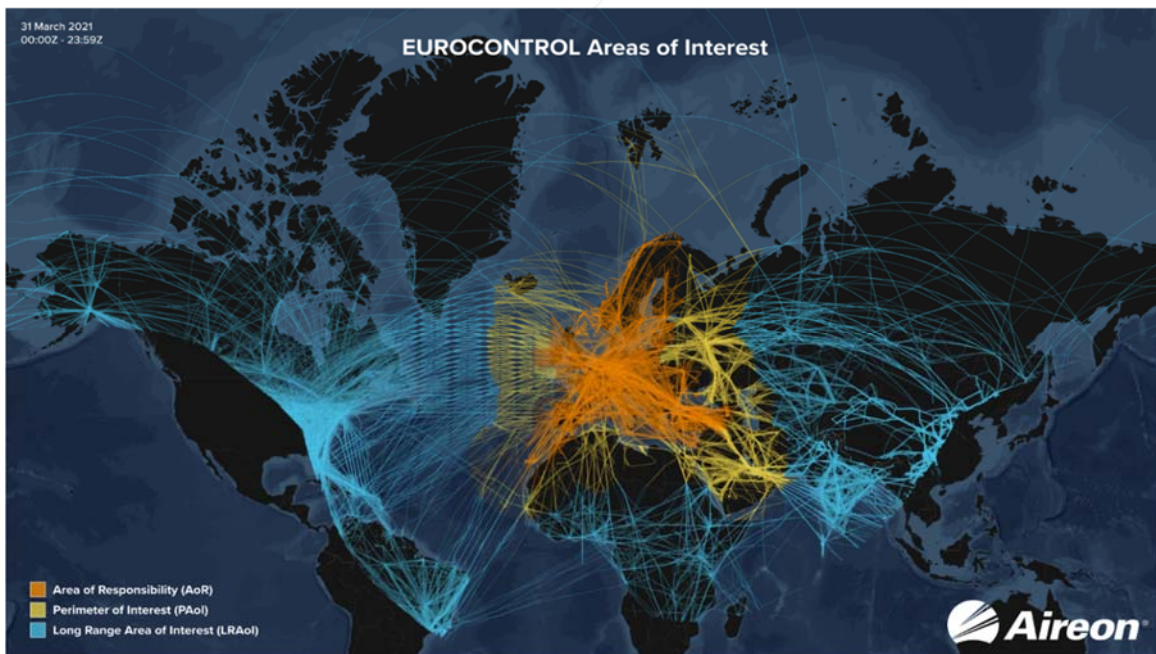 31 March 2021
00:00Z - 23:59Z
EUROCONTROL Areas of Interest
Area of Responsibility (AoR)
Perimeter of Interest (PAoI)
Long Range Area of Interest (LRAoI)
Aireon